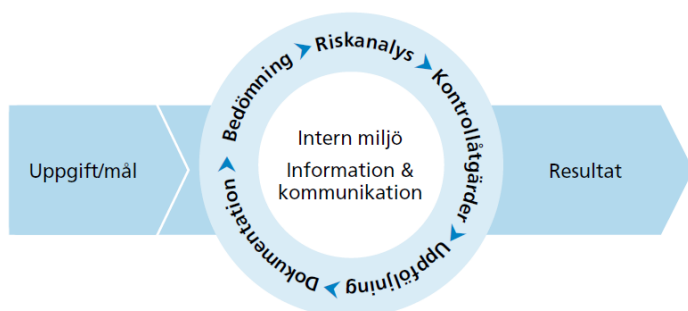 Uppgift/mål
Bedömning
Riskanalys
Kontrollåtgärder
Uppföljning
Dokumentation
Intern miljö
Information &
kommunikation
Resultat